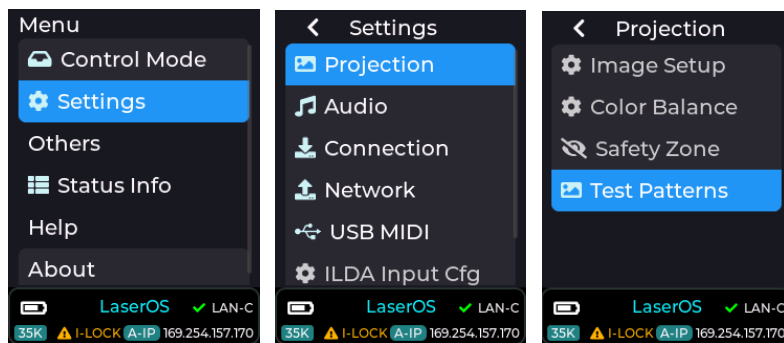 Menu
Control Mode
Settings
Others
Status Info
Help
About
LaserOS LAN-C
35K I-LOCK A-IP 169.254.157.170
Settings
Projection
Audio
Connection
Network
USB MIDI
ILDA Input Cfg
LaserOS LAN-C
35K I-LOCK A-IP 169.254.157.170
Projection
Image Setup
Color Balance
Safety Zone
Test Patterns
LaserOS LAN-C
35K I-LOCK A-IP 169.254.157.170